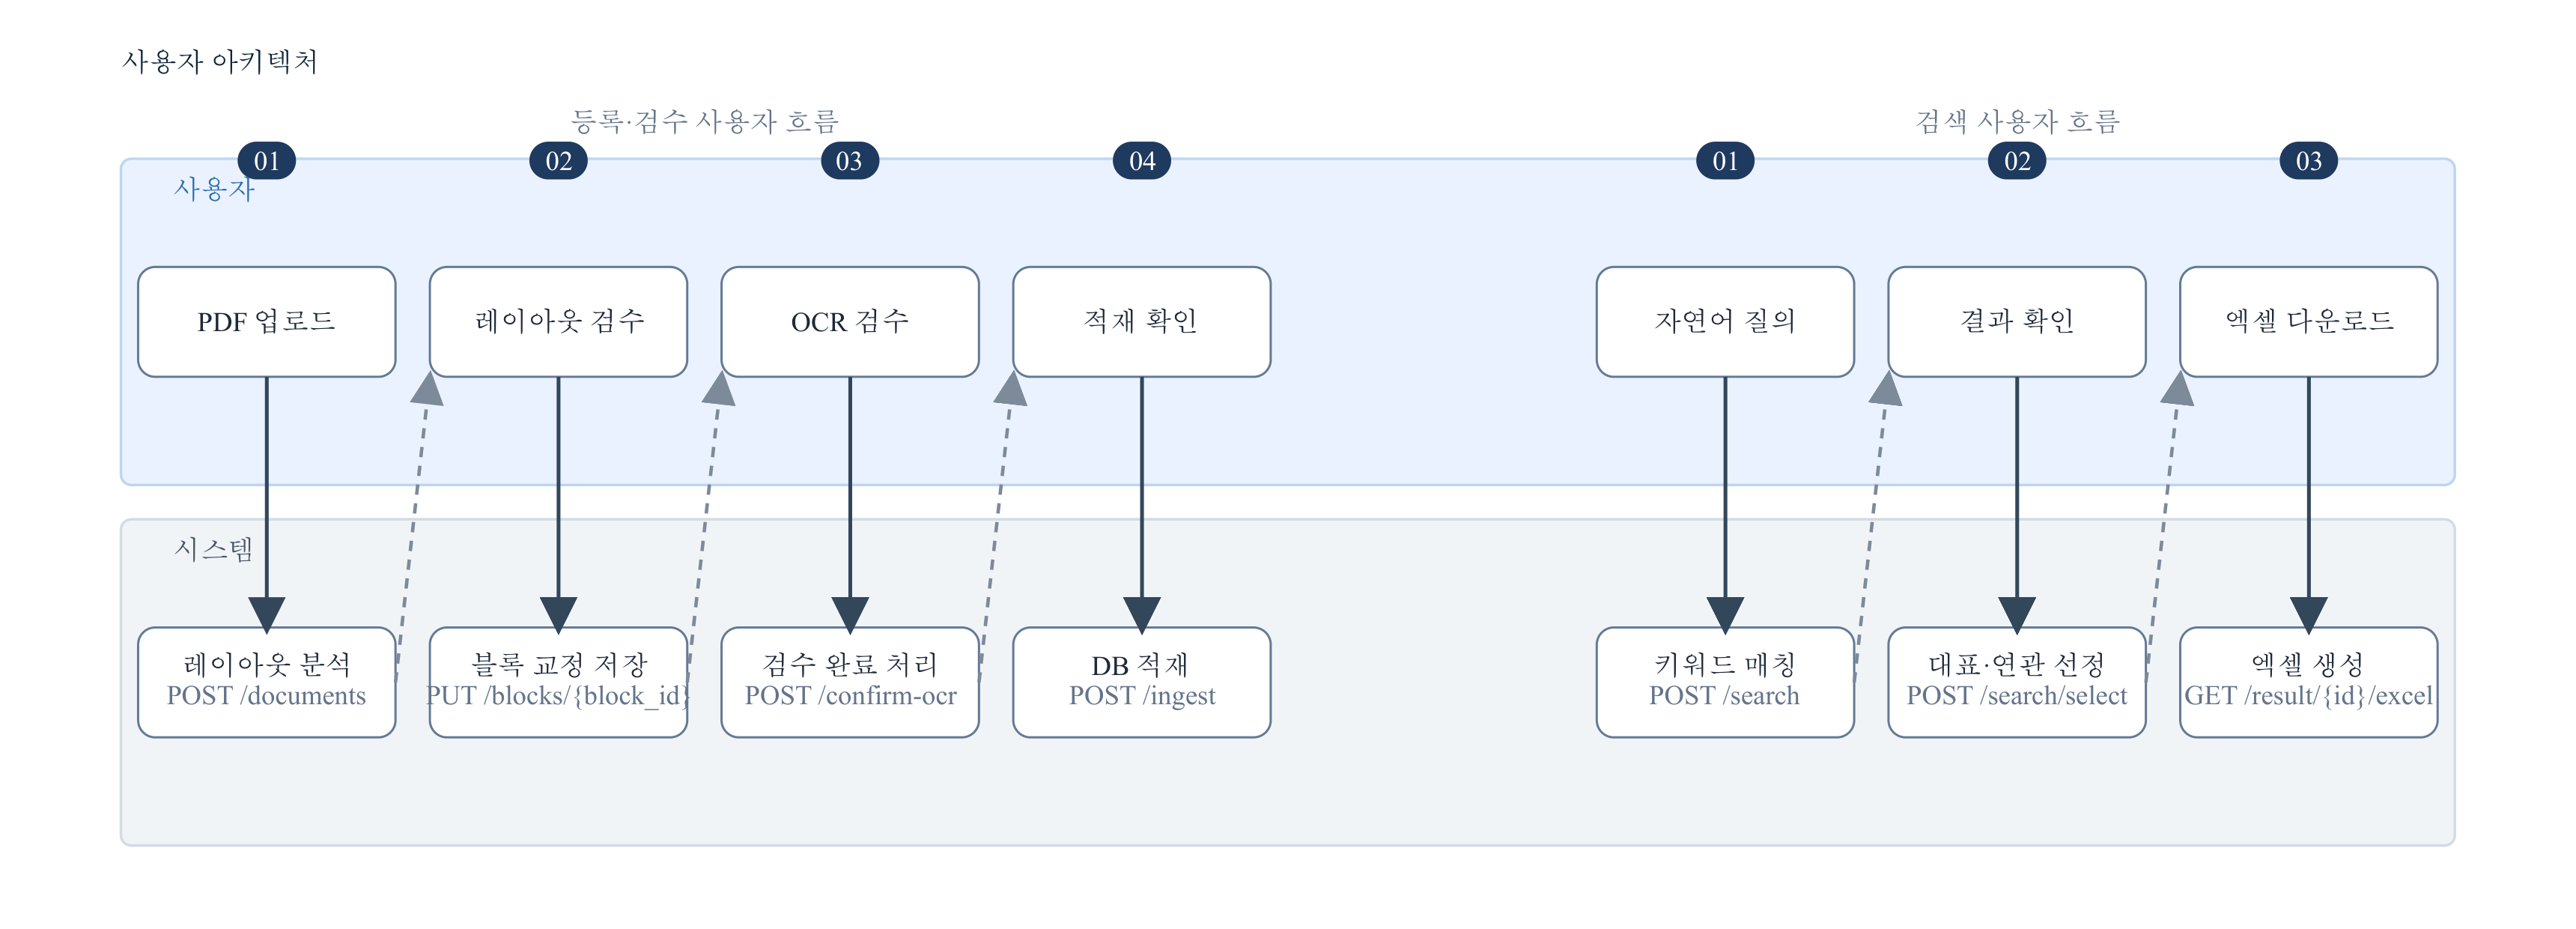 사용자 아키텍처
등록·검수 사용자 흐름
검색 사용자 흐름
01
02
03
04
01
02
03
사용자
PDF 업로드
레이아웃 검수
OCR 검수
적재 확인
자연어 질의
결과 확인
엑셀 다운로드
시스템
레이아웃 분석
POST /documents
블록 교정 저장
PUT /blocks/{block_id}
검수 완료 처리
POST /confirm-ocr
DB 적재
POST /ingest
키워드 매칭
POST /search
대표·연관 선정
POST /search/select
엑셀 생성
GET /result/{id}/excel